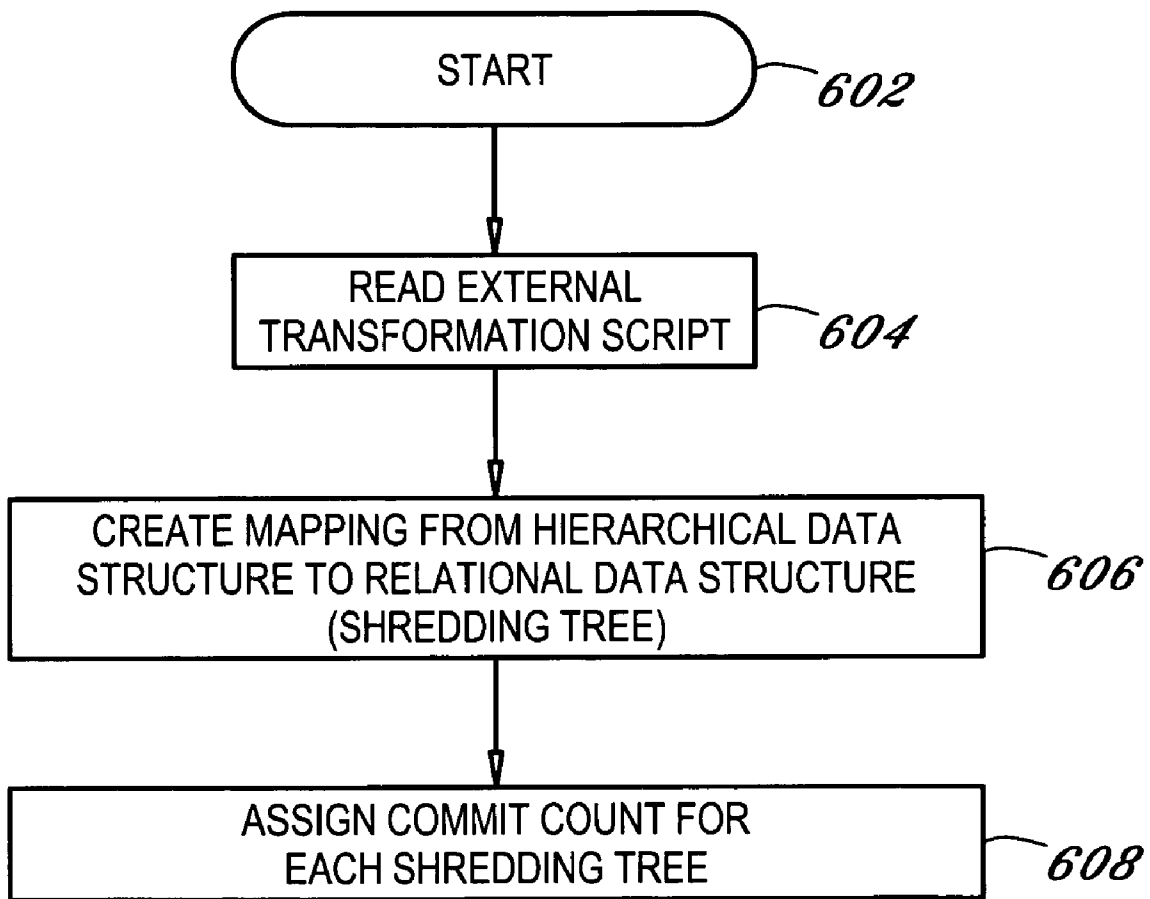 START
602
READ EXTERNAL
TRANSFORMATION SCRIPT
604
CREATE MAPPING FROM HIERARCHICAL DATA
STRUCTURE TO RELATIONAL DATA STRUCTURE
(SHREDDING TREE)
606
ASSIGN COMMIT COUNT FOR
EACH SHREDDING TREE
608